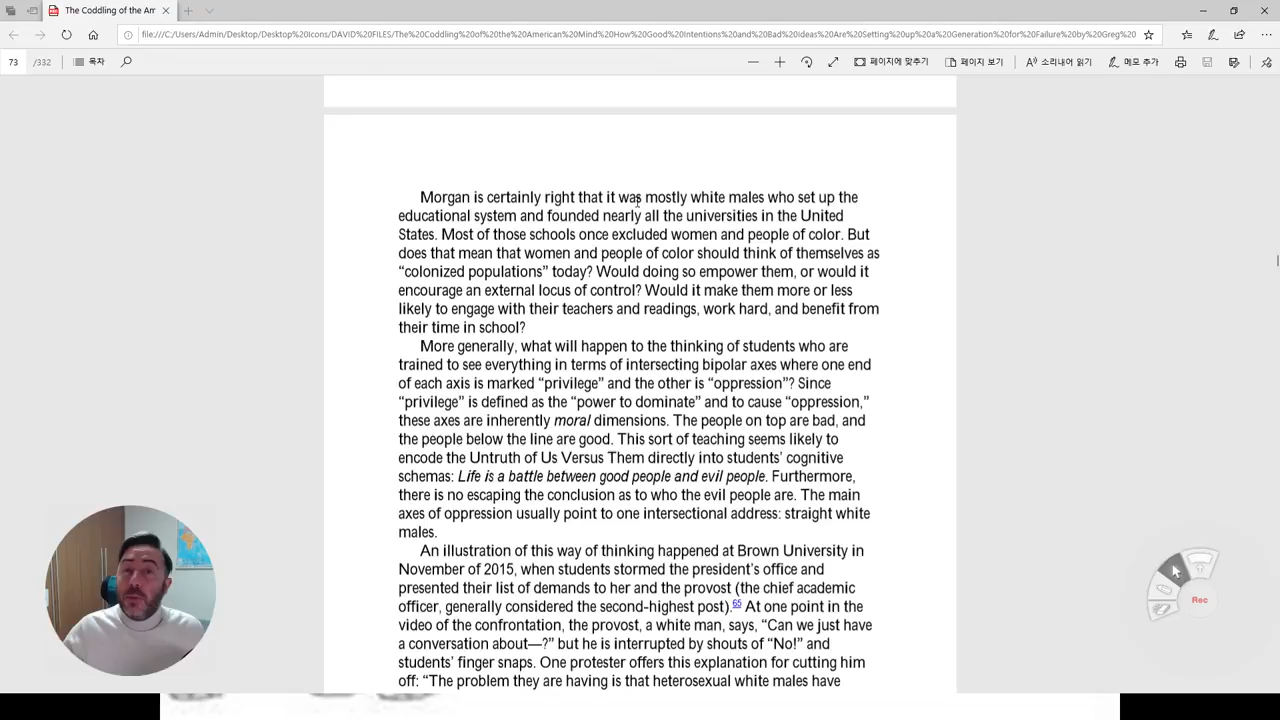 The Coddling of the Am
file:///C:/Users/Admin/Desktop/Desktop%20Icons/DAVID%20FILES/The%20Coddling%20of%20the%20American%20Mind%20How%20Good%20Intentions%20and%20Bad%20Ideas%20Are%20Setting%20up%20a%20Generation%20for%20Failure%20by%20Greg%20
73 /332 목차 페이지에 맞추기 페이지 보기 소리내어 읽기 메모 추가
Morgan is certainly right that it was mostly white males who set up the
educational system and founded nearly all the universities in the United
States. Most of those schools once excluded women and people of color. But
does that mean that women and people of color should think of themselves as
“colonized populations” today? Would doing so empower them, or would it
encourage an external locus of control? Would it make them more or less
likely to engage with their teachers and readings, work hard, and benefit from
their time in school?
More generally, what will happen to the thinking of students who are
trained to see everything in terms of intersecting bipolar axes where one end
of each axis is marked “privilege” and the other is “oppression”? Since
“privilege” is defined as the “power to dominate” and to cause “oppression,”
these axes are inherently moral dimensions. The people on top are bad, and
the people below the line are good. This sort of teaching seems likely to
encode the Untruth of Us Versus Them directly into students’ cognitive
schemas: Life is a battle between good people and evil people. Furthermore,
there is no escaping the conclusion as to who the evil people are. The main
axes of oppression usually point to one intersectional address: straight white
males.
An illustration of this way of thinking happened at Brown University in
November of 2015, when students stormed the president’s office and
presented their list of demands to her and the provost (the chief academic
officer, generally considered the second-highest post).65 At one point in the
video of the confrontation, the provost, a white man, says, “Can we just have
a conversation about—?” but he is interrupted by shouts of “No!” and
students’ finger snaps. One protester offers this explanation for cutting him
off: “The problem they are having is that heterosexual white males have
Rec